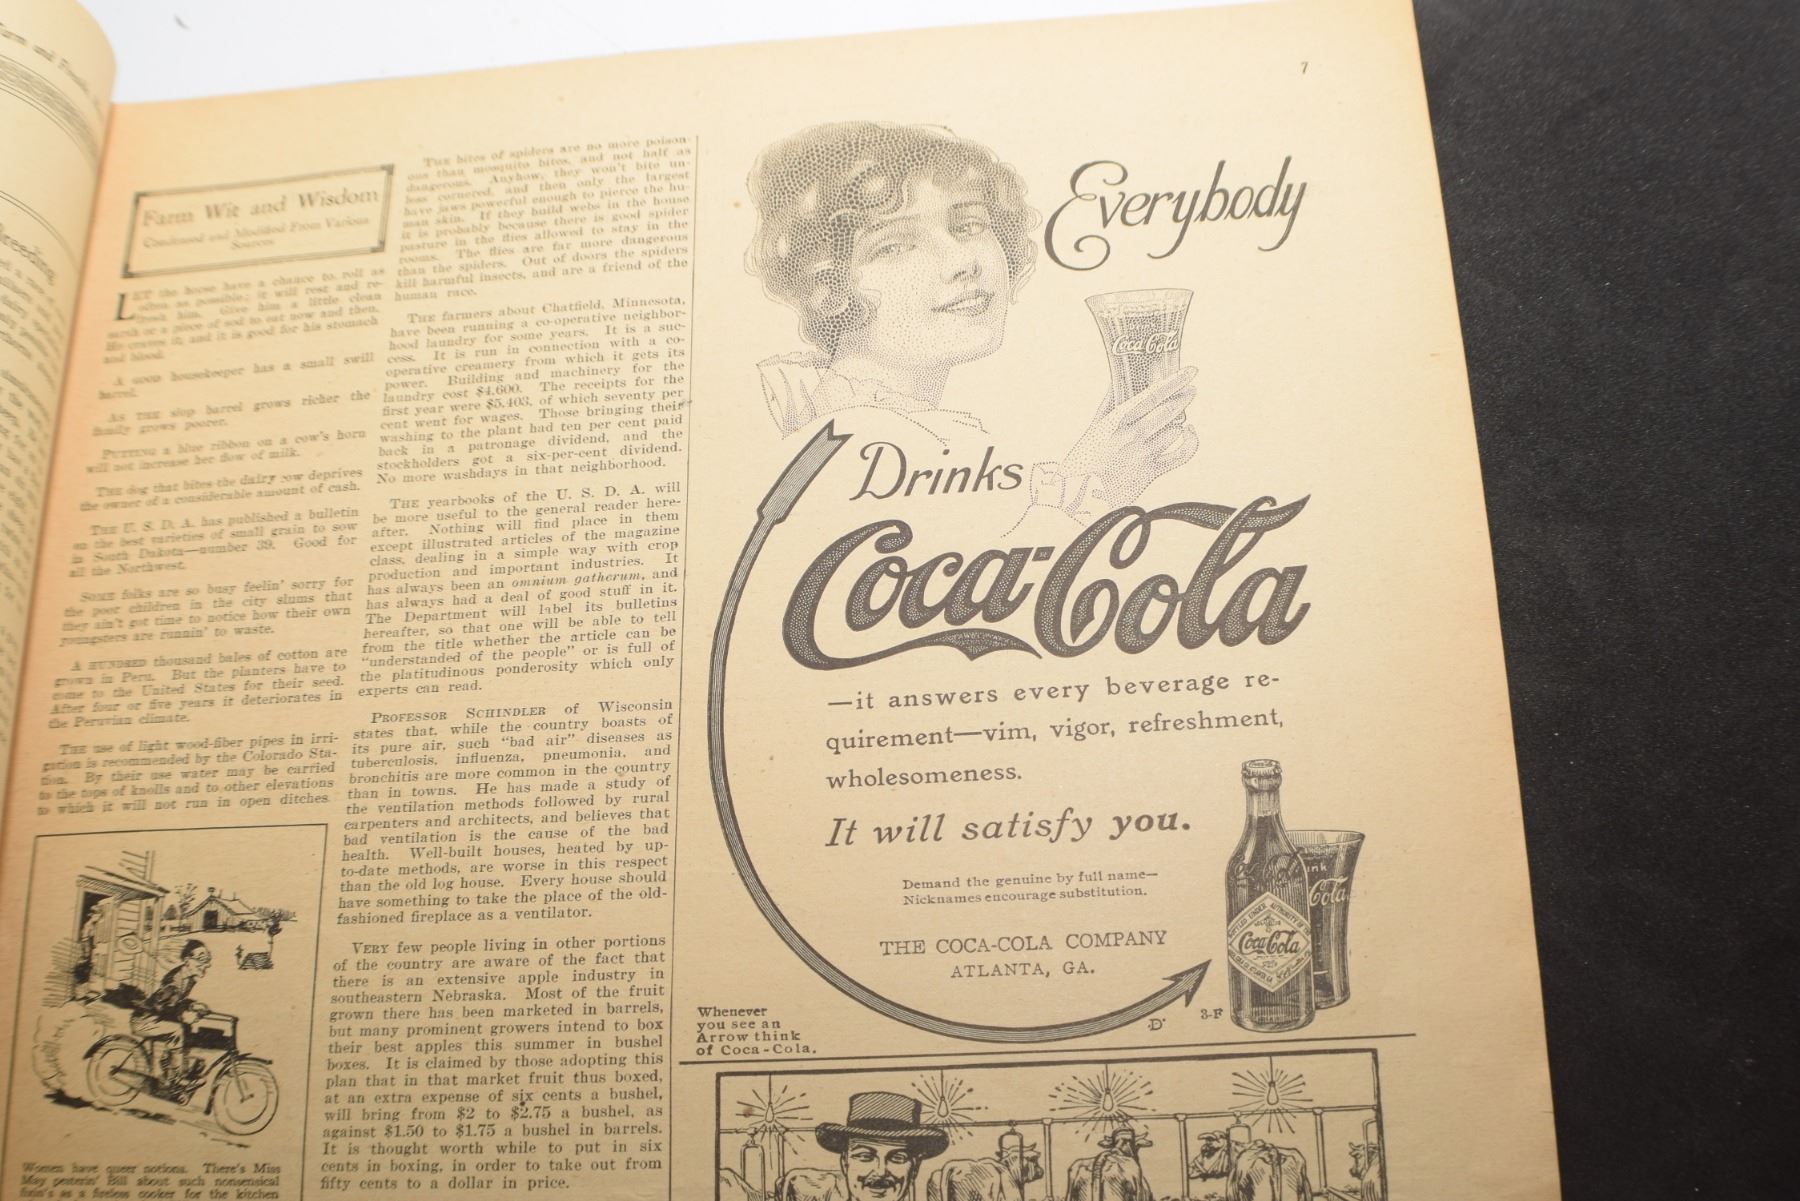 7
Breeding
Farm Wit and Wisdom
Condensed and Modified From Various
Sources
LET the horse have a chance to roll as
often as possible; it will rest and re-
fresh him. Give him a little clean
earth or a piece of sod to eat now and then.
He craves it, and it is good for his stomach
and blood.
A GOOD housekeeper has a small swill
barrel.
AS THE slop barrel grows richer the
family grows poorer.
PUTTING a blue ribbon on a cow's horn
will not increase her flow of milk.
THE dog that bites the dairy cow deprives
the owner of a considerable amount of cash.
THE U. S. D. A. has published a bulletin
on the best varieties of small grain to sow
in South Dakota—number 39. Good for
all the Northwest.
SOME folks are so busy feelin' sorry for
the poor children in the city slums that
they ain't got time to notice how their own
youngsters are runnin' to waste.
A HUNDRED thousand bales of cotton are
grown in Peru. But the planters have to
come to the United States for their seed.
After four or five years it deteriorates in
the Peruvian climate.
THE use of light wood-fiber pipes in irri-
gation is recommended by the Colorado Sta-
tion. By their use water may be carried
to the tops of knolls and to other elevations
to which it will not run in open ditches.
Women have queer notions. There's Miss
May pesterin' Bill about such nonsensical
fixin's as a fireless cooker for the kitchen
THE bites of spiders are no more poison-
ous than mosquito bites, and not half as
dangerous. Anyhow, they won't bite un-
less cornered, and then only the largest
have jaws powerful enough to pierce the hu-
man skin. If they build webs in the house
it is probably because there is good spider
pasture in the flies allowed to stay in the
rooms. The flies are far more dangerous
than the spiders. Out of doors the spiders
kill harmful insects, and are a friend of the
human race.
THE farmers about Chatfield, Minnesota,
have been running a co-operative neighbor-
hood laundry for some years. It is a suc-
cess. It is run in connection with a co-
operative creamery from which it gets its
power. Building and machinery for the
laundry cost $4,600. The receipts for the
first year were $5,403, of which seventy per
cent went for wages. Those bringing their
washing to the plant had ten per cent paid
back in a patronage dividend, and the
stockholders got a six-per-cent dividend.
No more washdays in that neighborhood.
THE yearbooks of the U. S. D. A. will
be more useful to the general reader here-
after. Nothing will find place in them
except illustrated articles of the magazine
class, dealing in a simple way with crop
production and important industries. It
has always been an omnium gatherum, and
has always had a deal of good stuff in it.
The Department will label its bulletins
hereafter, so that one will be able to tell
from the title whether the article can be
"understanded of the people" or is full of
the platitudinous ponderosity which only
experts can read.
PROFESSOR SCHINDLER of Wisconsin
states that, while the country boasts of
its pure air, such "bad air" diseases as
tuberculosis, influenza, pneumonia, and
bronchitis are more common in the country
than in towns. He has made a study of
the ventilation methods followed by rural
carpenters and architects, and believes that
bad ventilation is the cause of the bad
health. Well-built houses, heated by up-
to-date methods, are worse in this respect
than the old log house. Every house should
have something to take the place of the old-
fashioned fireplace as a ventilator.
VERY few people living in other portions
of the country are aware of the fact that
there is an extensive apple industry in
southeastern Nebraska. Most of the fruit
grown there has been marketed in barrels,
but many prominent growers intend to box
their best apples this summer in bushel
boxes. It is claimed by those adopting this
plan that in that market fruit thus boxed,
at an extra expense of six cents a bushel,
will bring from $2 to $2.75 a bushel, as
against $1.50 to $1.75 a bushel in barrels.
It is thought worth while to put in six
cents in boxing, in order to take out from
fifty cents to a dollar in price.
Everybody
Coca-Cola
Drinks
Coca-Cola
—it answers every beverage re-
quirement—vim, vigor, refreshment,
wholesomeness.
It will satisfy you.
Demand the genuine by full name—
Nicknames encourage substitution.
THE COCA-COLA COMPANY
ATLANTA, GA.
Coca-Cola
Cola
Whenever
you see an
Arrow think
of Coca-Cola.
D
3-F